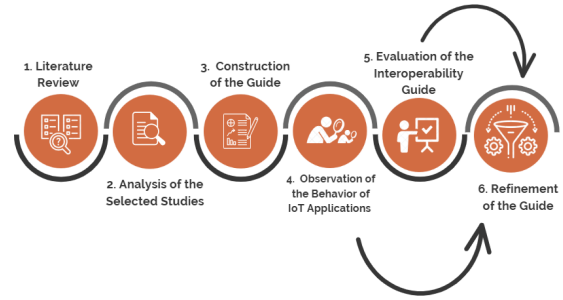 1. Literature
Review
2. Analysis of the
Selected Studies
3. Construction
of the Guide
4. Observation of
the Behavior of
IoT Applications
5. Evaluation of the
Interoperability
Guide
6. Refinement
of the Guide